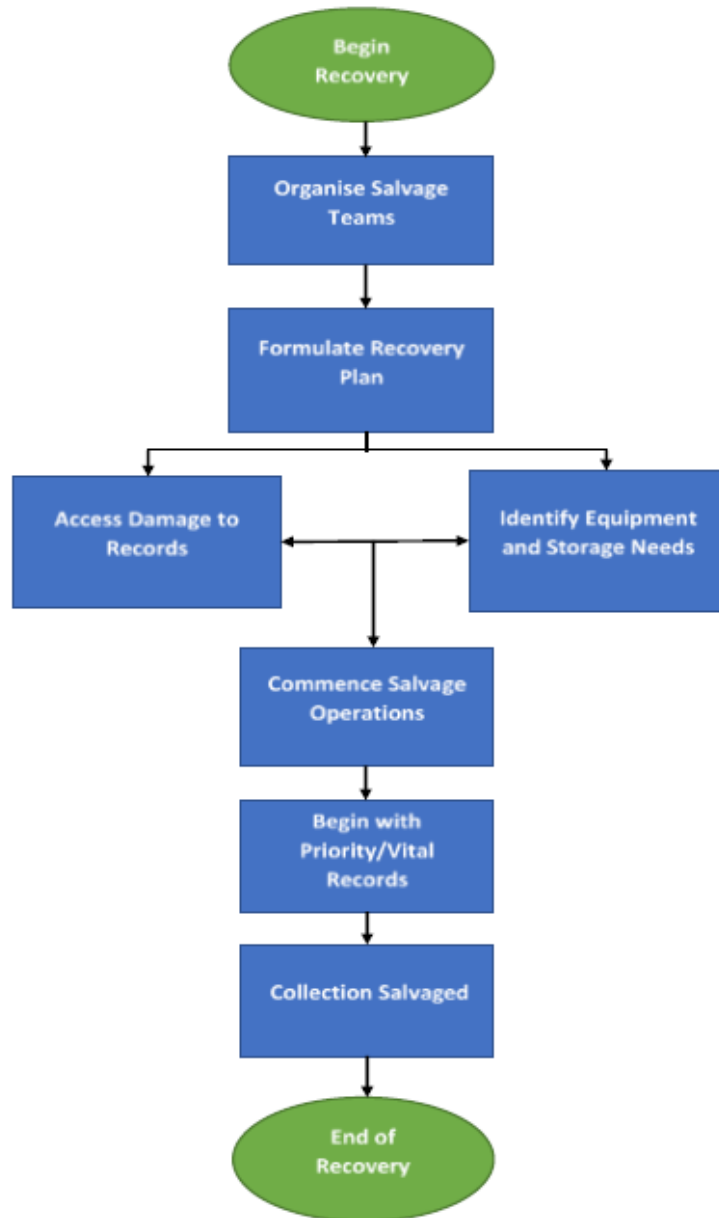 Begin
Recovery
Organise Salvage
Teams
Formulate Recovery
Plan
Access Damage to
Records
Identify Equipment
and Storage Needs
Commence Salvage
Operations
Begin with
Priority/Vital
Records
Collection Salvaged
End of
Recovery